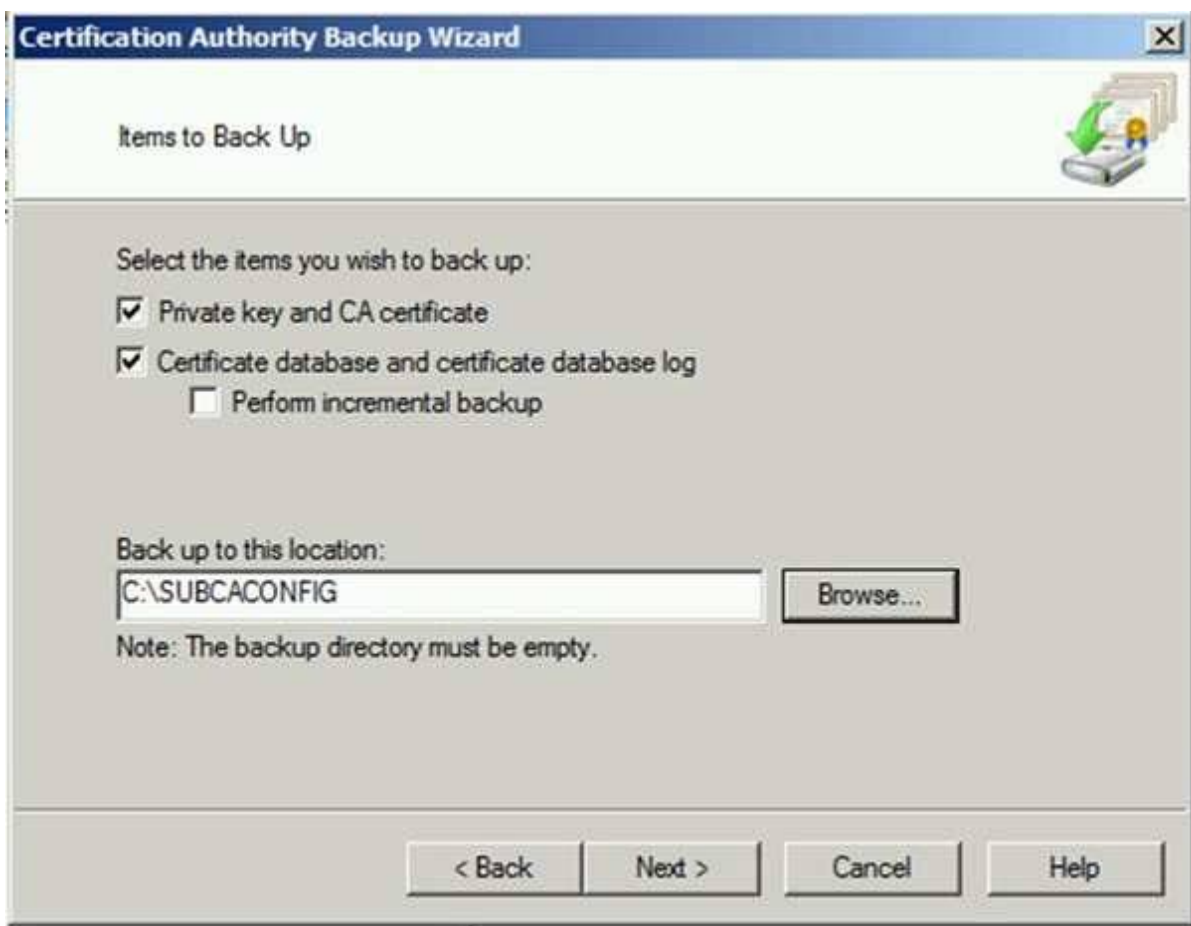 Certification Authority Backup Wizard
Items to Back Up
Select the items you wish to back up:
Private key and CA certificate
Certificate database and certificate database log
Perform incremental backup
Back up to this location:
C:\SUBCACONFIG
Browse...
Note: The backup directory must be empty.
< Back
Next >
Cancel
Help